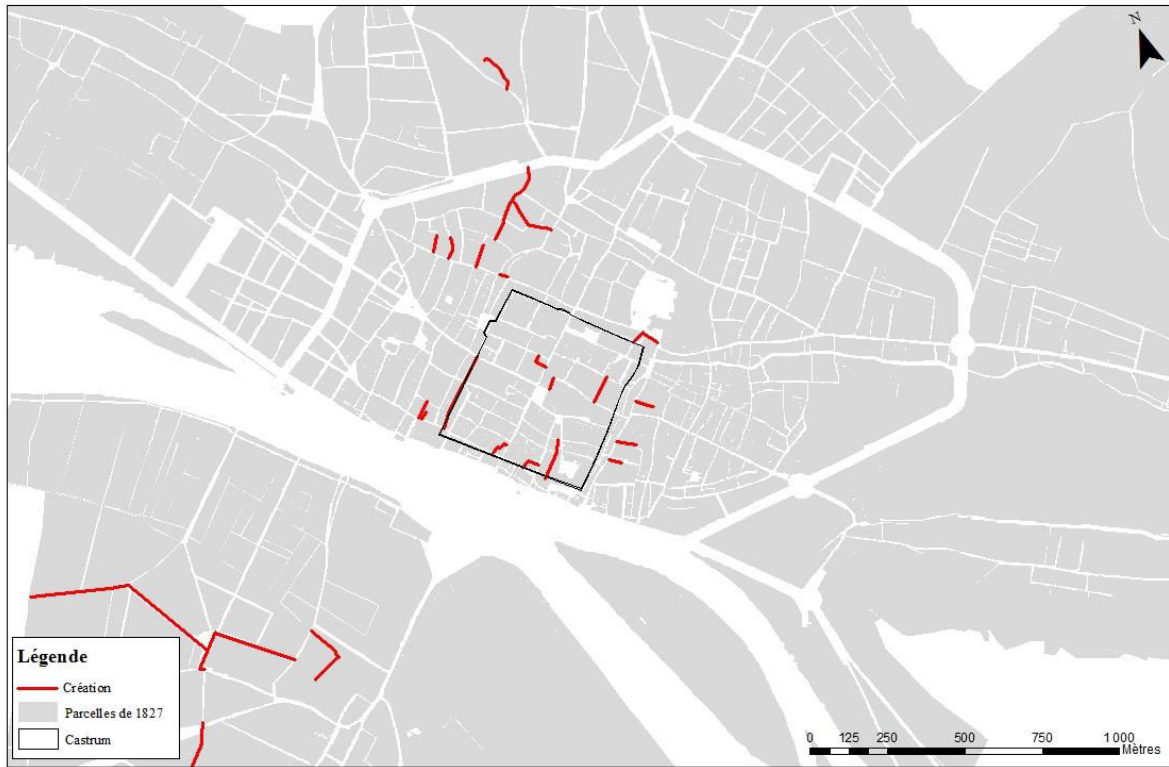 N
Légende
Création
Parcelles de 1827
Castrum
0 125 250 500 750 1 000
Mètres